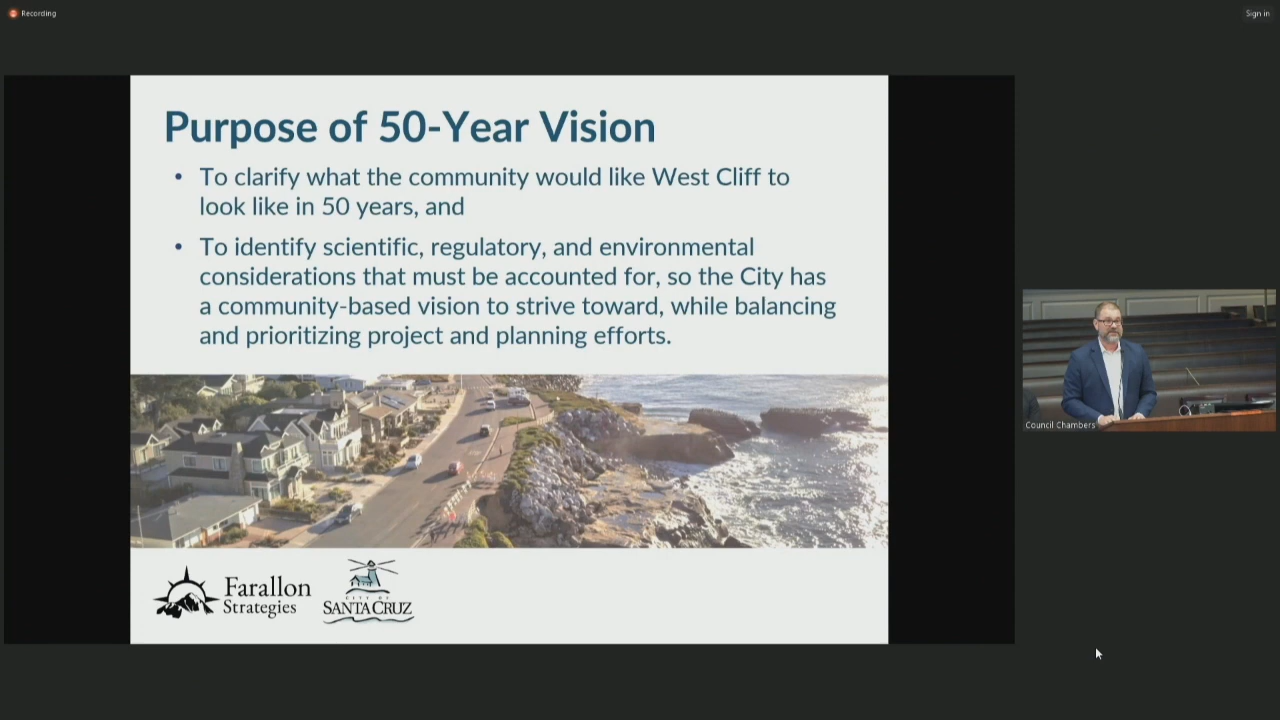 Recording
Sign in
Purpose of 50-Year Vision
• To clarify what the community would like West Cliff to
look like in 50 years, and
• To identify scientific, regulatory, and environmental
considerations that must be accounted for, so the City has
a community-based vision to strive toward, while balancing
and prioritizing project and planning efforts.
Council Chambers
Farallon
Strategies
CITY OF
SANTA CRUZ